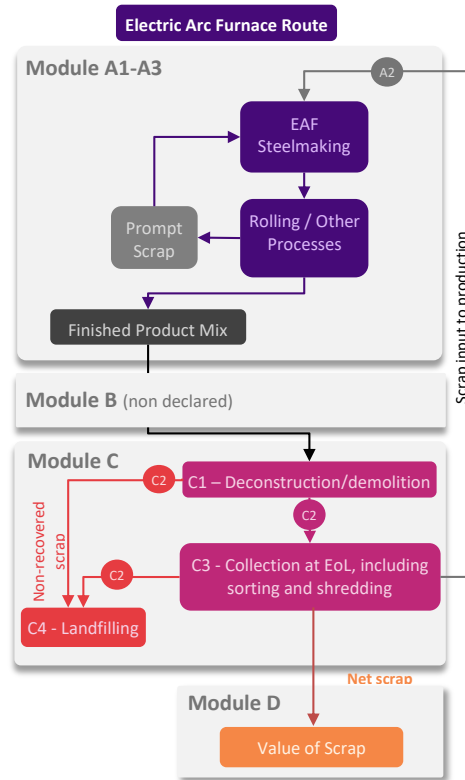 Electric Arc Furnace Route
Module A1-A3
A2
EAF
Steelmaking
Prompt
Scrap
Rolling / Other
Processes
Finished Product Mix
Scrap input to production
Module B (non declared)
Module C
C2
C1 – Deconstruction/demolition
C2
Non-recovered
scrap
C2
C3 - Collection at EoL, including
sorting and shredding
C4 - Landfilling
Net scrap
Module D
Value of Scrap